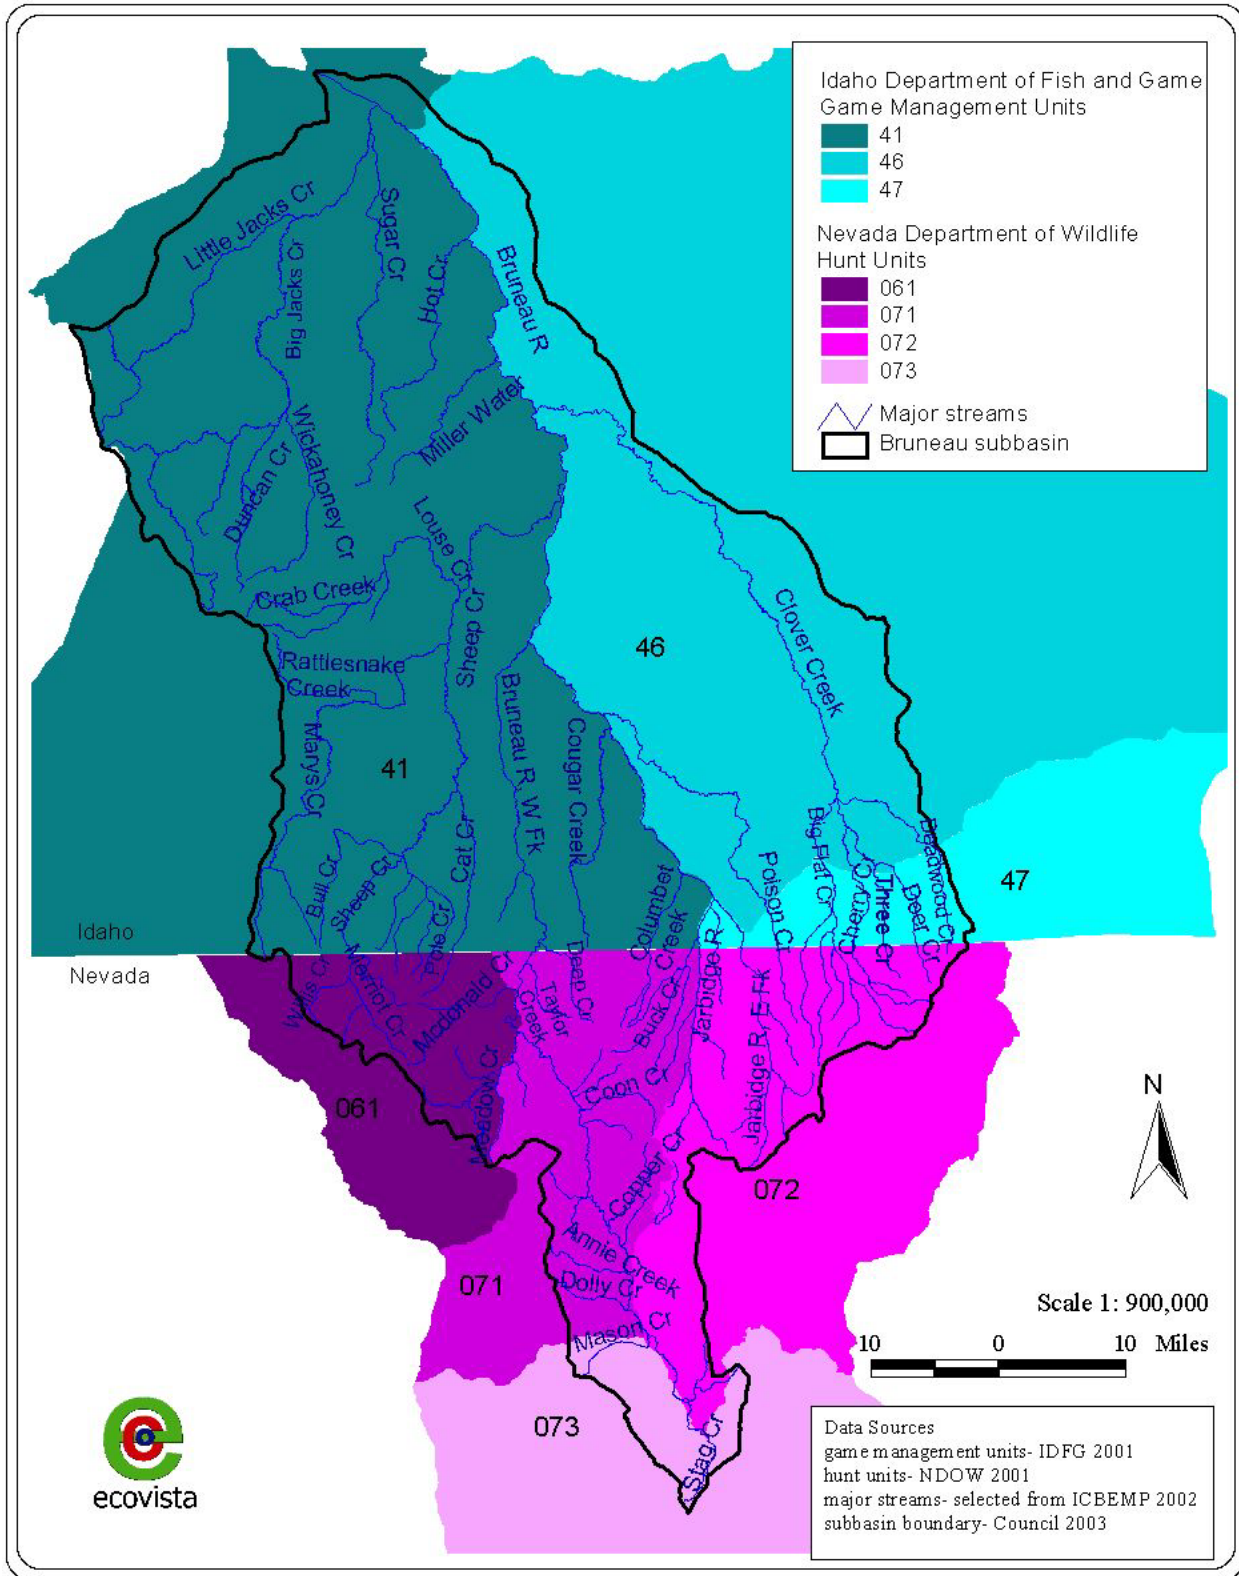 Idaho Department of Fish and Game
Game Management Units
41
46
47
Nevada Department of Wildlife
Hunt Units
061
071
072
073
Major streams
Bruneau subbasin
Little Jacks Cr
Sugar Cr
Big Jacks Cr
Hot Cr
Bruneau R
Miller Water
Wickahoney Cr
Duncan Cr
Louse Cr
Crab Creek
Sheep Cr
Clover Creek
46
Rattlesnake
Creek
Bruneau R, W Fk
Cougar Creek
Marys Cr
41
Cat Cr
Big Flat Cr
Deadwood Cr
Bull Cr
Sheep Cr
Columbet
Creek
Poison Cr
Cherry Cr
Three Cr
Deer Cr
47
Pole Cr
Idaho
Nevada
Deep Cr
Jarbidge R
Merriot Cr
Mcdonald Cr
Taylor
Creek
Buck Cr
Jarbidge R, E Fk
Coon Cr
061
Meadow Cr
N
Copper Cr
072
Annie Creek
071
Dolly Cr
Mason Cr
Scale 1: 900,000
10 0 10 Miles
073
Stag Cr
ecovista
Data Sources
game management units- IDFG 2001
hunt units- NDOW 2001
major streams- selected from ICBEMP 2002
subbasin boundary- Council 2003